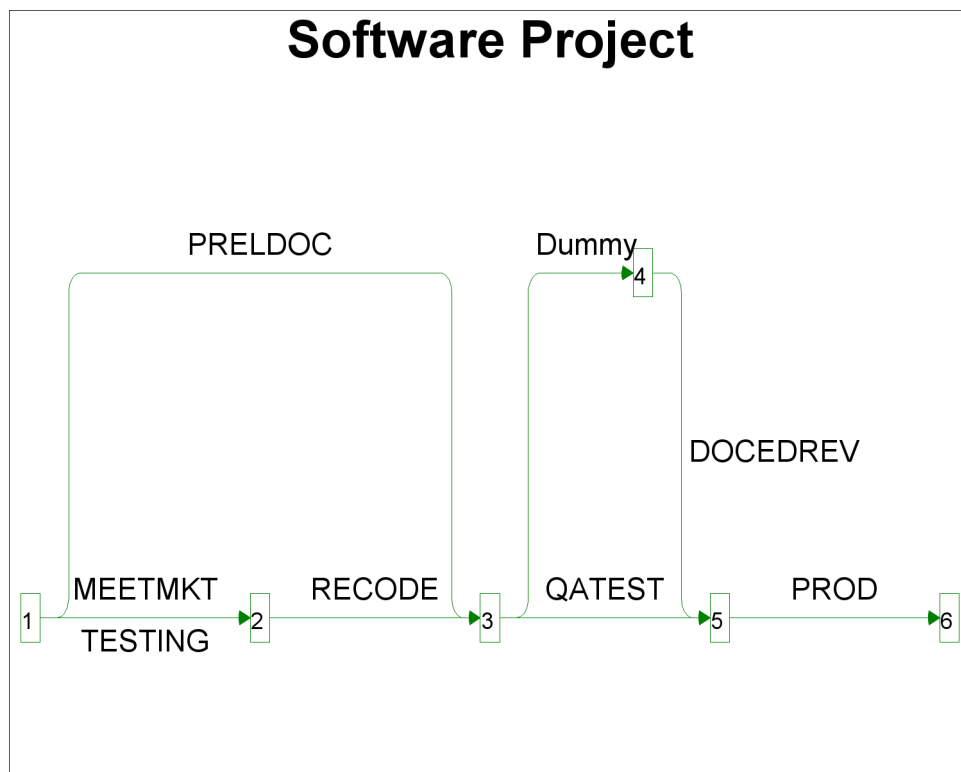 Software Project
PRELDOC
Dummy
4
DOCEDREV
MEETMKT
RECODE
QATEST
PROD
1
2
3
5
6
TESTING